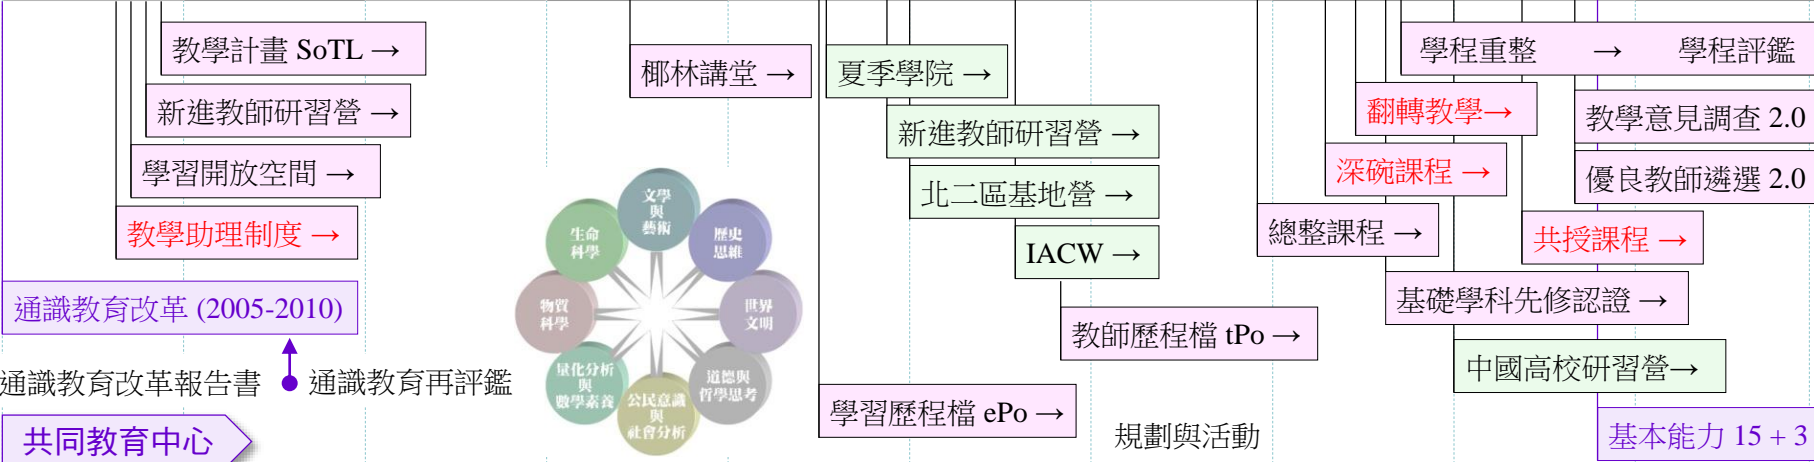 教學計畫 SoTL →
新進教師研習營 →
學習開放空間 →
教學助理制度 →
通識教育改革 (2005-2010)
通識教育改革報告書
通識教育再評鑑
共同教育中心
文學
與
藝術
歷史
思維
世界
文明
道德與
哲學思考
公民意識
與
社會分析
量化分析
與
數學素養
物質
科學
生命
科學
椰林講堂 →
夏季學院 →
新進教師研習營 →
北二區基地營 →
IACW →
教師歷程檔 tPo →
學習歷程檔 ePo →
規劃與活動
學程重整 → 學程評鑑
翻轉教學→
深碗課程 →
總整課程 →
教學意見調查 2.0
優良教師遴選 2.0
共授課程 →
基礎學科先修認證 →
中國高校研習營→
基本能力 15 + 3